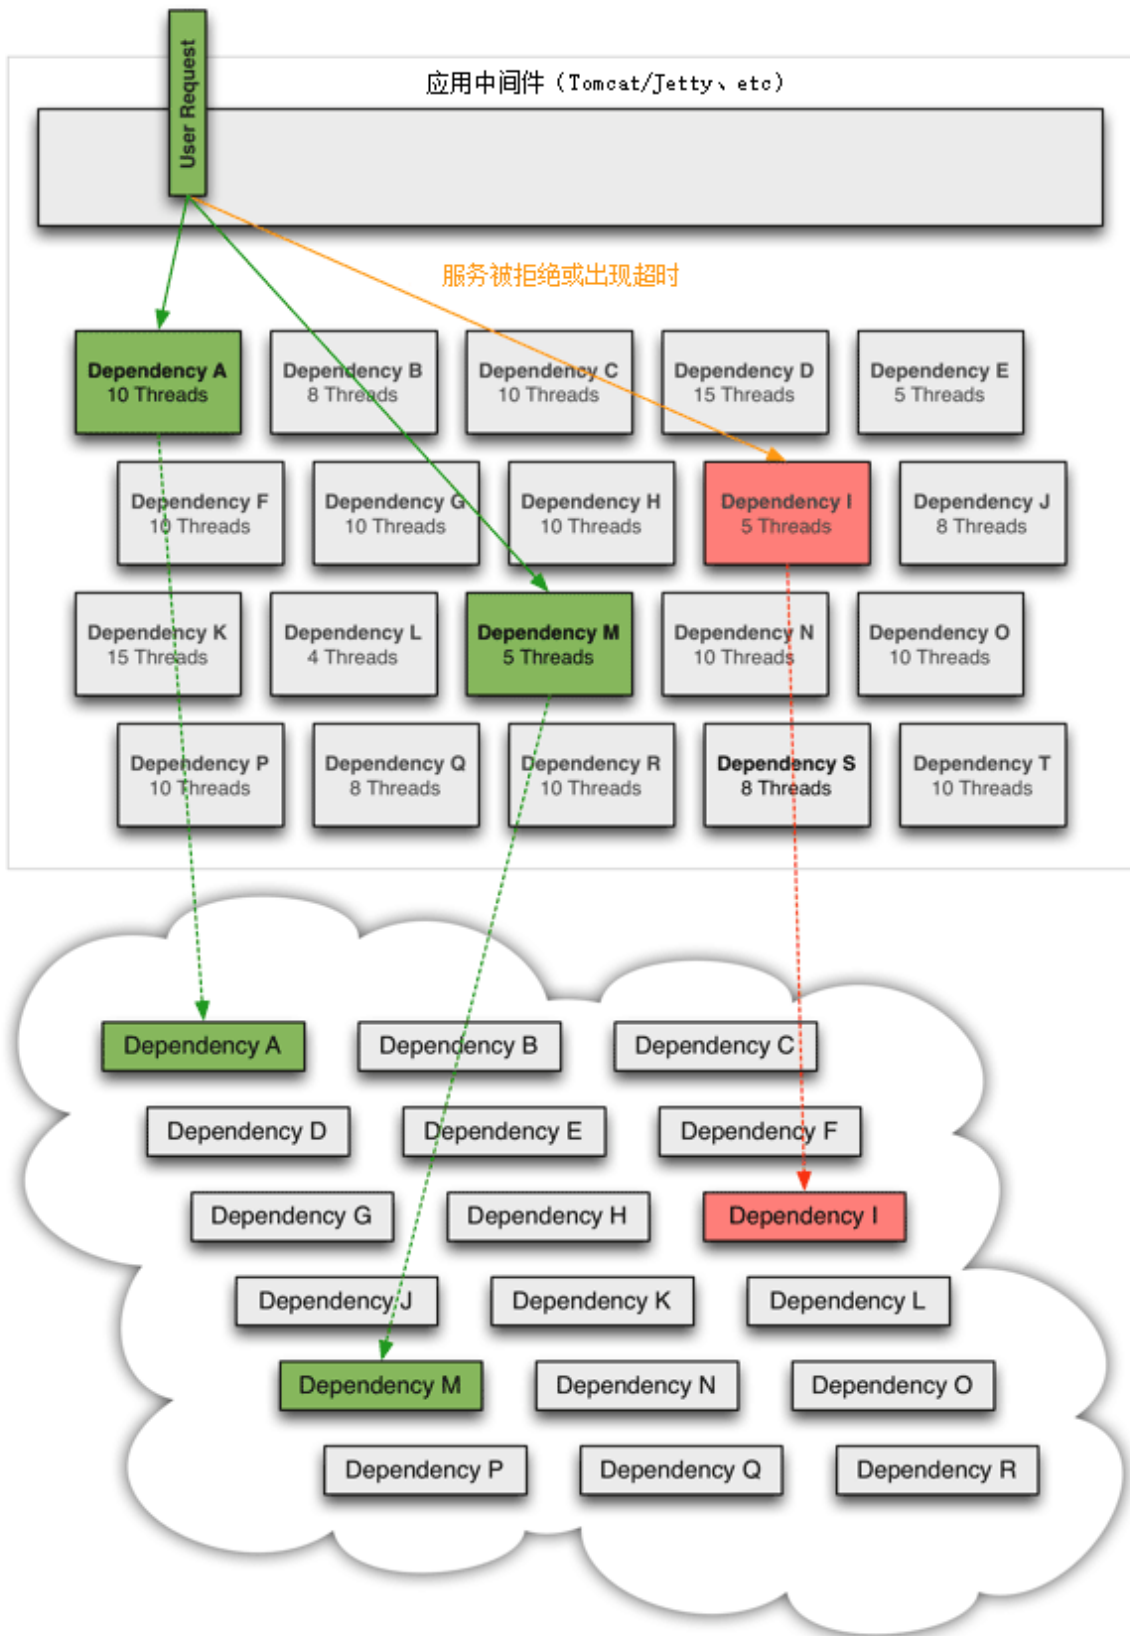 User Request
应用中间件（Tomcat/Jetty、etc）
服务被拒绝或出现超时
Dependency A
10 Threads
Dependency B
8 Threads
Dependency C
10 Threads
Dependency D
15 Threads
Dependency E
5 Threads
Dependency F
10 Threads
Dependency G
10 Threads
Dependency H
10 Threads
Dependency I
5 Threads
Dependency J
8 Threads
Dependency K
15 Threads
Dependency L
4 Threads
Dependency M
5 Threads
Dependency N
10 Threads
Dependency O
10 Threads
Dependency P
10 Threads
Dependency Q
8 Threads
Dependency R
10 Threads
Dependency S
8 Threads
Dependency T
10 Threads
Dependency A
Dependency B
Dependency C
Dependency D
Dependency E
Dependency F
Dependency G
Dependency H
Dependency I
Dependency J
Dependency K
Dependency L
Dependency M
Dependency N
Dependency O
Dependency P
Dependency Q
Dependency R